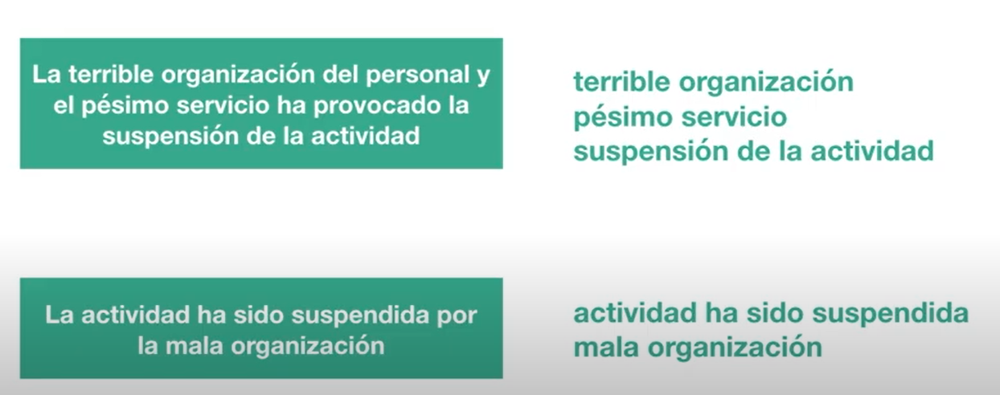 La terrible organización del personal y
el pésimo servicio ha provocado la
suspensión de la actividad
terrible organización
pésimo servicio
suspensión de la actividad
La actividad ha sido suspendida por
la mala organización
actividad ha sido suspendida
mala organización